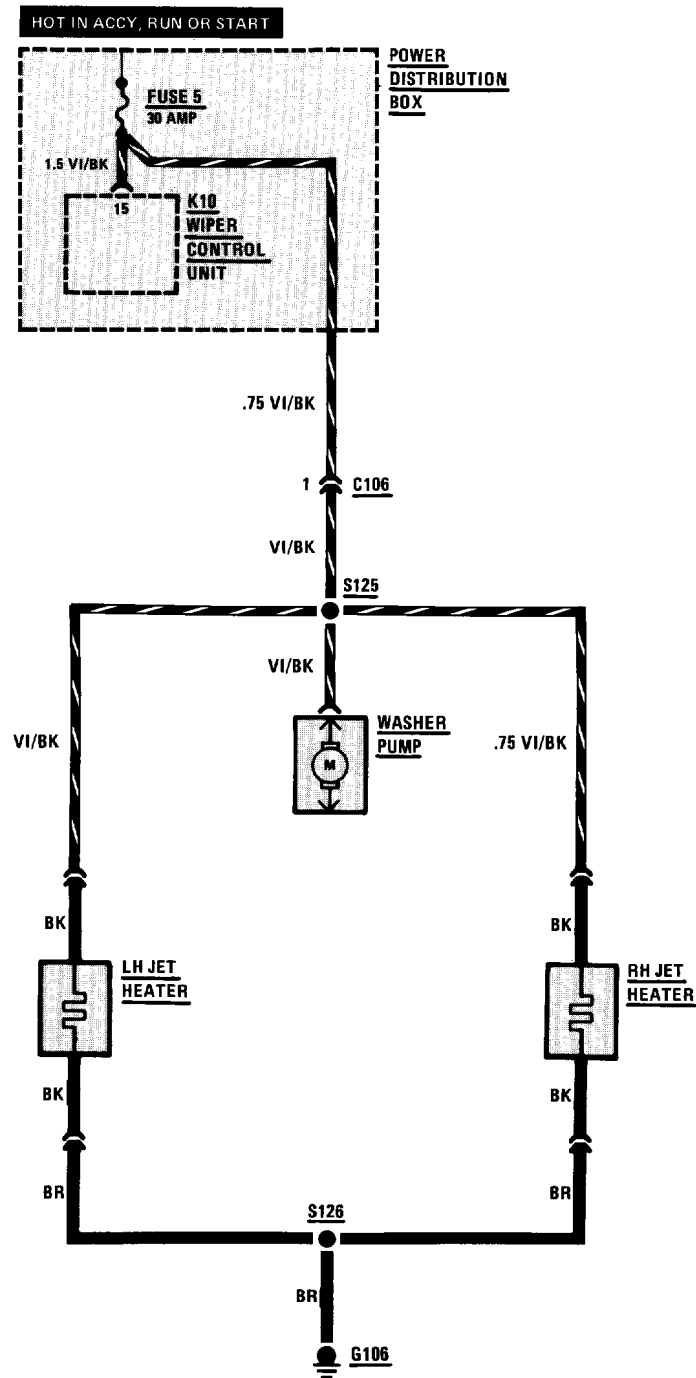 HOT IN ACCY, RUN OR START
POWER
DISTRIBUTION
BOX
FUSE 5
30 AMP
1.5 VI/BK
15
K10
WIPER
CONTROL
UNIT
.75 VI/BK
1
C106
VI/BK
S125
VI/BK
WASHER
PUMP
M
VI/BK
.75 VI/BK
BK
BK
LH JET
HEATER
RH JET
HEATER
BK
BK
BR
BR
S126
BR
G106